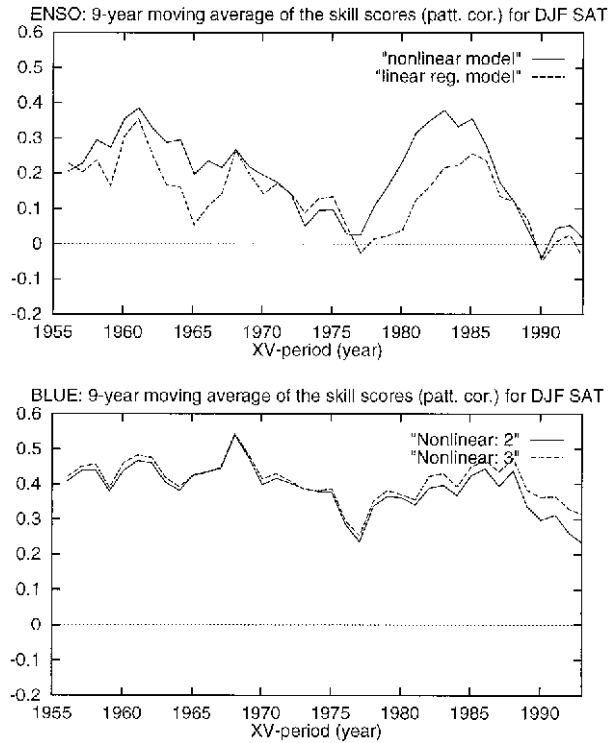 ENSO: 9-year moving average of the skill scores (patt. cor.) for DJF SAT
0.6
"nonlinear model"
0.5
"linear reg. model"
0.4
0.3
0.2
0.1
0
-0.1
-0.2
1955 1960 1965 1970 1975 1980 1985 1990
XV-period (year)
BLUE: 9-year moving average of the skill scores (patt. cor.) for DJF SAT
0.6
"Nonlinear: 2"
0.5
"Nonlinear: 3"
0.4
0.3
0.2
0.1
0
-0.1
-0.2
1955 1960 1965 1970 1975 1980 1985 1990
XV-period (year)